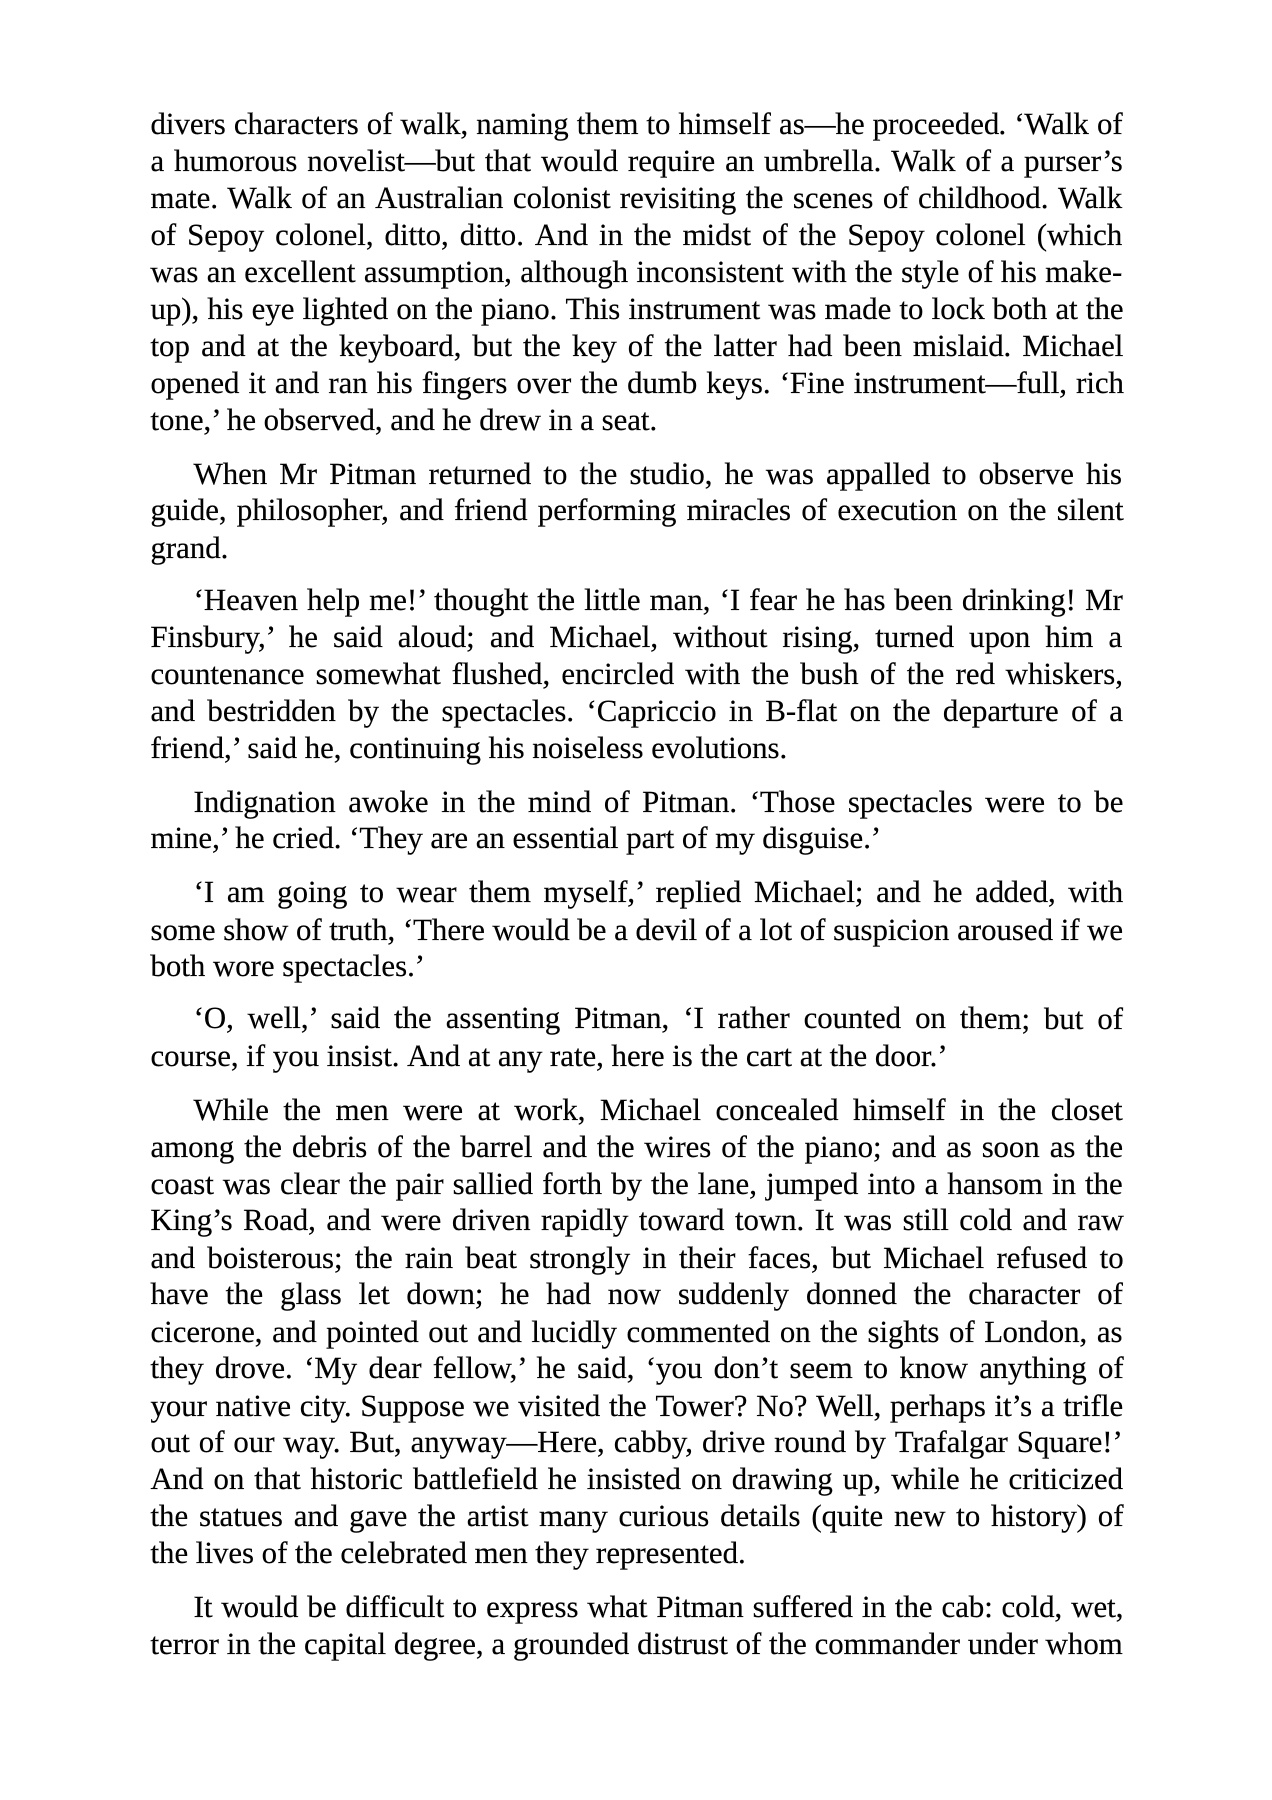 divers characters of walk, naming them to himself as—he proceeded. ‘Walk of
a humorous novelist—but that would require an umbrella. Walk of a purser’s
mate. Walk of an Australian colonist revisiting the scenes of childhood. Walk
of Sepoy colonel, ditto, ditto. And in the midst of the Sepoy colonel (which
was an excellent assumption, although inconsistent with the style of his make-
up), his eye lighted on the piano. This instrument was made to lock both at the
top and at the keyboard, but the key of the latter had been mislaid. Michael
opened it and ran his fingers over the dumb keys. ‘Fine instrument—full, rich
tone,’ he observed, and he drew in a seat.
When Mr Pitman returned to the studio, he was appalled to observe his
guide, philosopher, and friend performing miracles of execution on the silent
grand.
‘Heaven help me!’ thought the little man, ‘I fear he has been drinking! Mr
Finsbury,’ he said aloud; and Michael, without rising, turned upon him a
countenance somewhat flushed, encircled with the bush of the red whiskers,
and bestridden by the spectacles. ‘Capriccio in B-flat on the departure of a
friend,’ said he, continuing his noiseless evolutions.
Indignation awoke in the mind of Pitman. ‘Those spectacles were to be
mine,’ he cried. ‘They are an essential part of my disguise.’
‘I am going to wear them myself,’ replied Michael; and he added, with
some show of truth, ‘There would be a devil of a lot of suspicion aroused if we
both wore spectacles.’
‘O, well,’ said the assenting Pitman, ‘I rather counted on them; but of
course, if you insist. And at any rate, here is the cart at the door.’
While the men were at work, Michael concealed himself in the closet
among the debris of the barrel and the wires of the piano; and as soon as the
coast was clear the pair sallied forth by the lane, jumped into a hansom in the
King’s Road, and were driven rapidly toward town. It was still cold and raw
and boisterous; the rain beat strongly in their faces, but Michael refused to
have the glass let down; he had now suddenly donned the character of
cicerone, and pointed out and lucidly commented on the sights of London, as
they drove. ‘My dear fellow,’ he said, ‘you don’t seem to know anything of
your native city. Suppose we visited the Tower? No? Well, perhaps it’s a trifle
out of our way. But, anyway—Here, cabby, drive round by Trafalgar Square!’
And on that historic battlefield he insisted on drawing up, while he criticized
the statues and gave the artist many curious details (quite new to history) of
the lives of the celebrated men they represented.
It would be difficult to express what Pitman suffered in the cab: cold, wet,
terror in the capital degree, a grounded distrust of the commander under whom